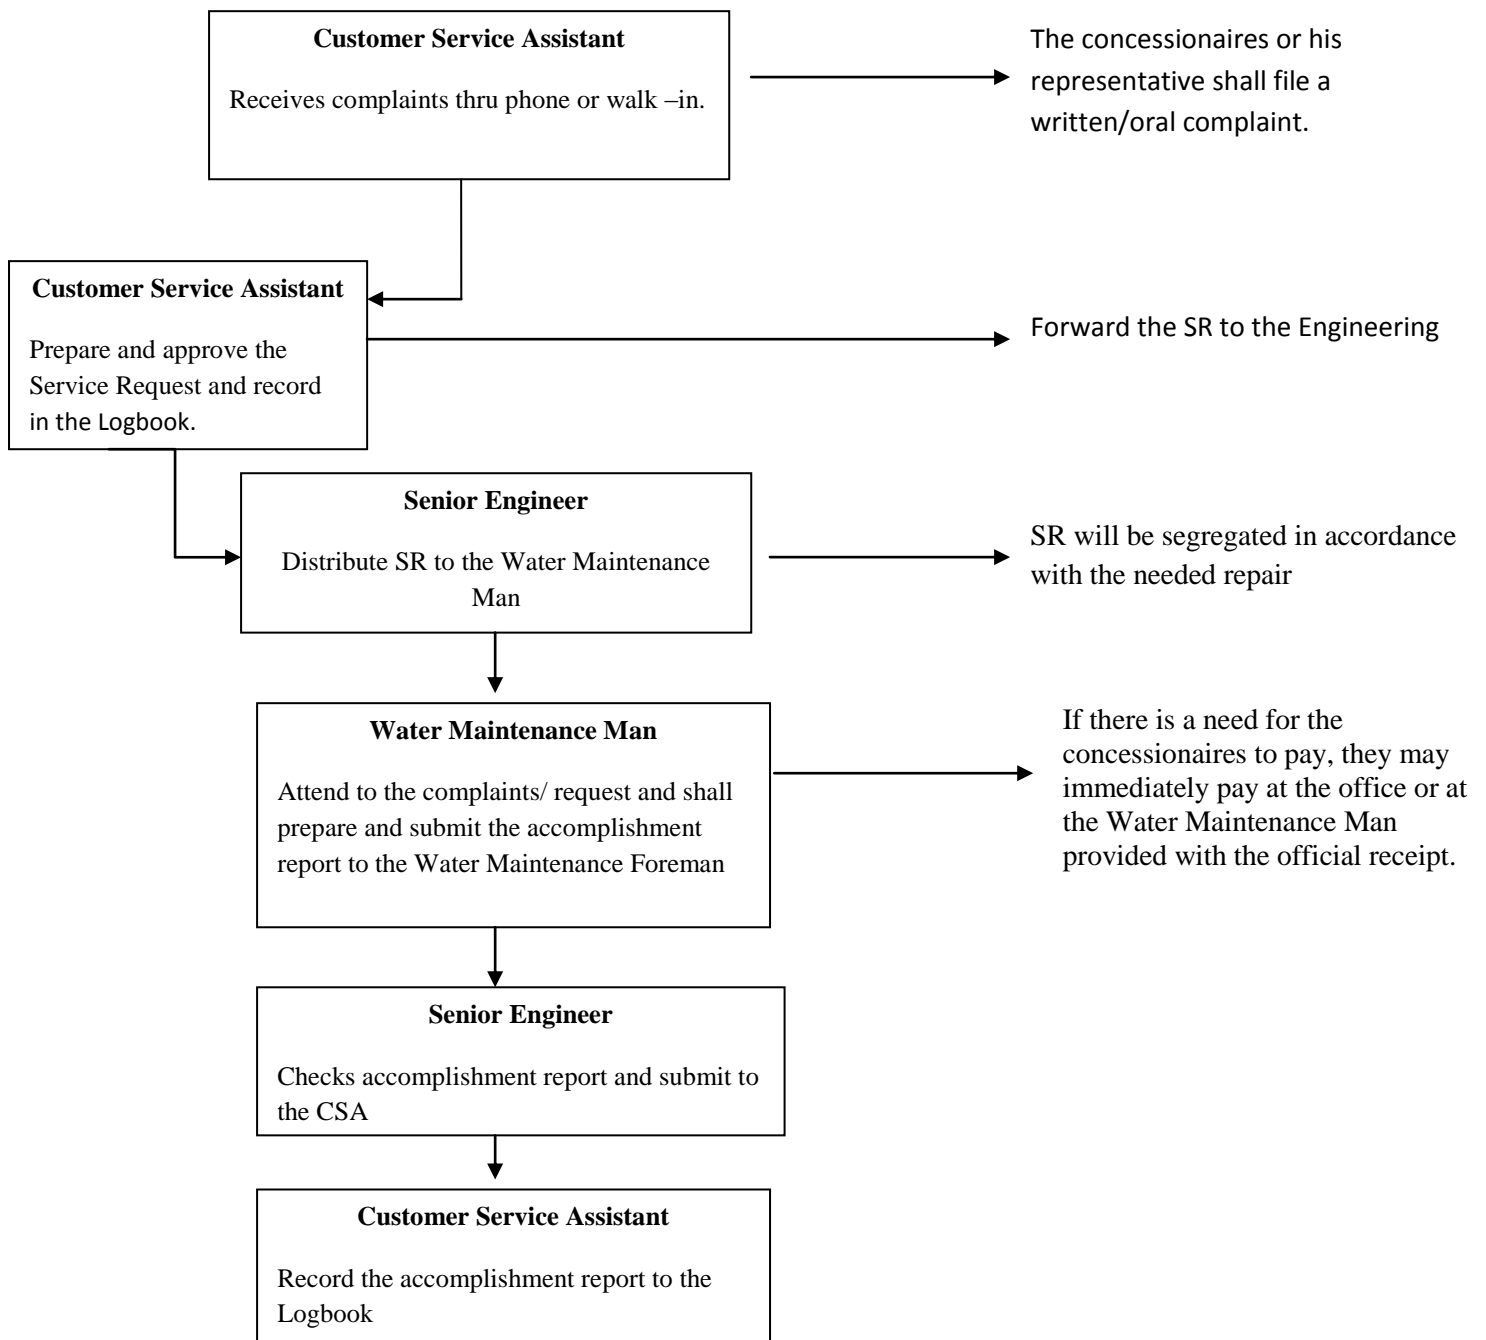 Customer Service Assistant
Receives complaints thru phone or walk –in.
The concessionaires or his
representative shall file a
written/oral complaint.
Customer Service Assistant
Prepare and approve the
Service Request and record
in the Logbook.
Forward the SR to the Engineering
Senior Engineer
Distribute SR to the Water Maintenance
Man
SR will be segregated in accordance
with the needed repair
Water Maintenance Man
Attend to the complaints/ request and shall
prepare and submit the accomplishment
report to the Water Maintenance Foreman
If there is a need for the
concessionaires to pay, they may
immediately pay at the office or at
the Water Maintenance Man
provided with the official receipt.
Senior Engineer
Checks accomplishment report and submit to
the CSA
Customer Service Assistant
Record the accomplishment report to the
Logbook